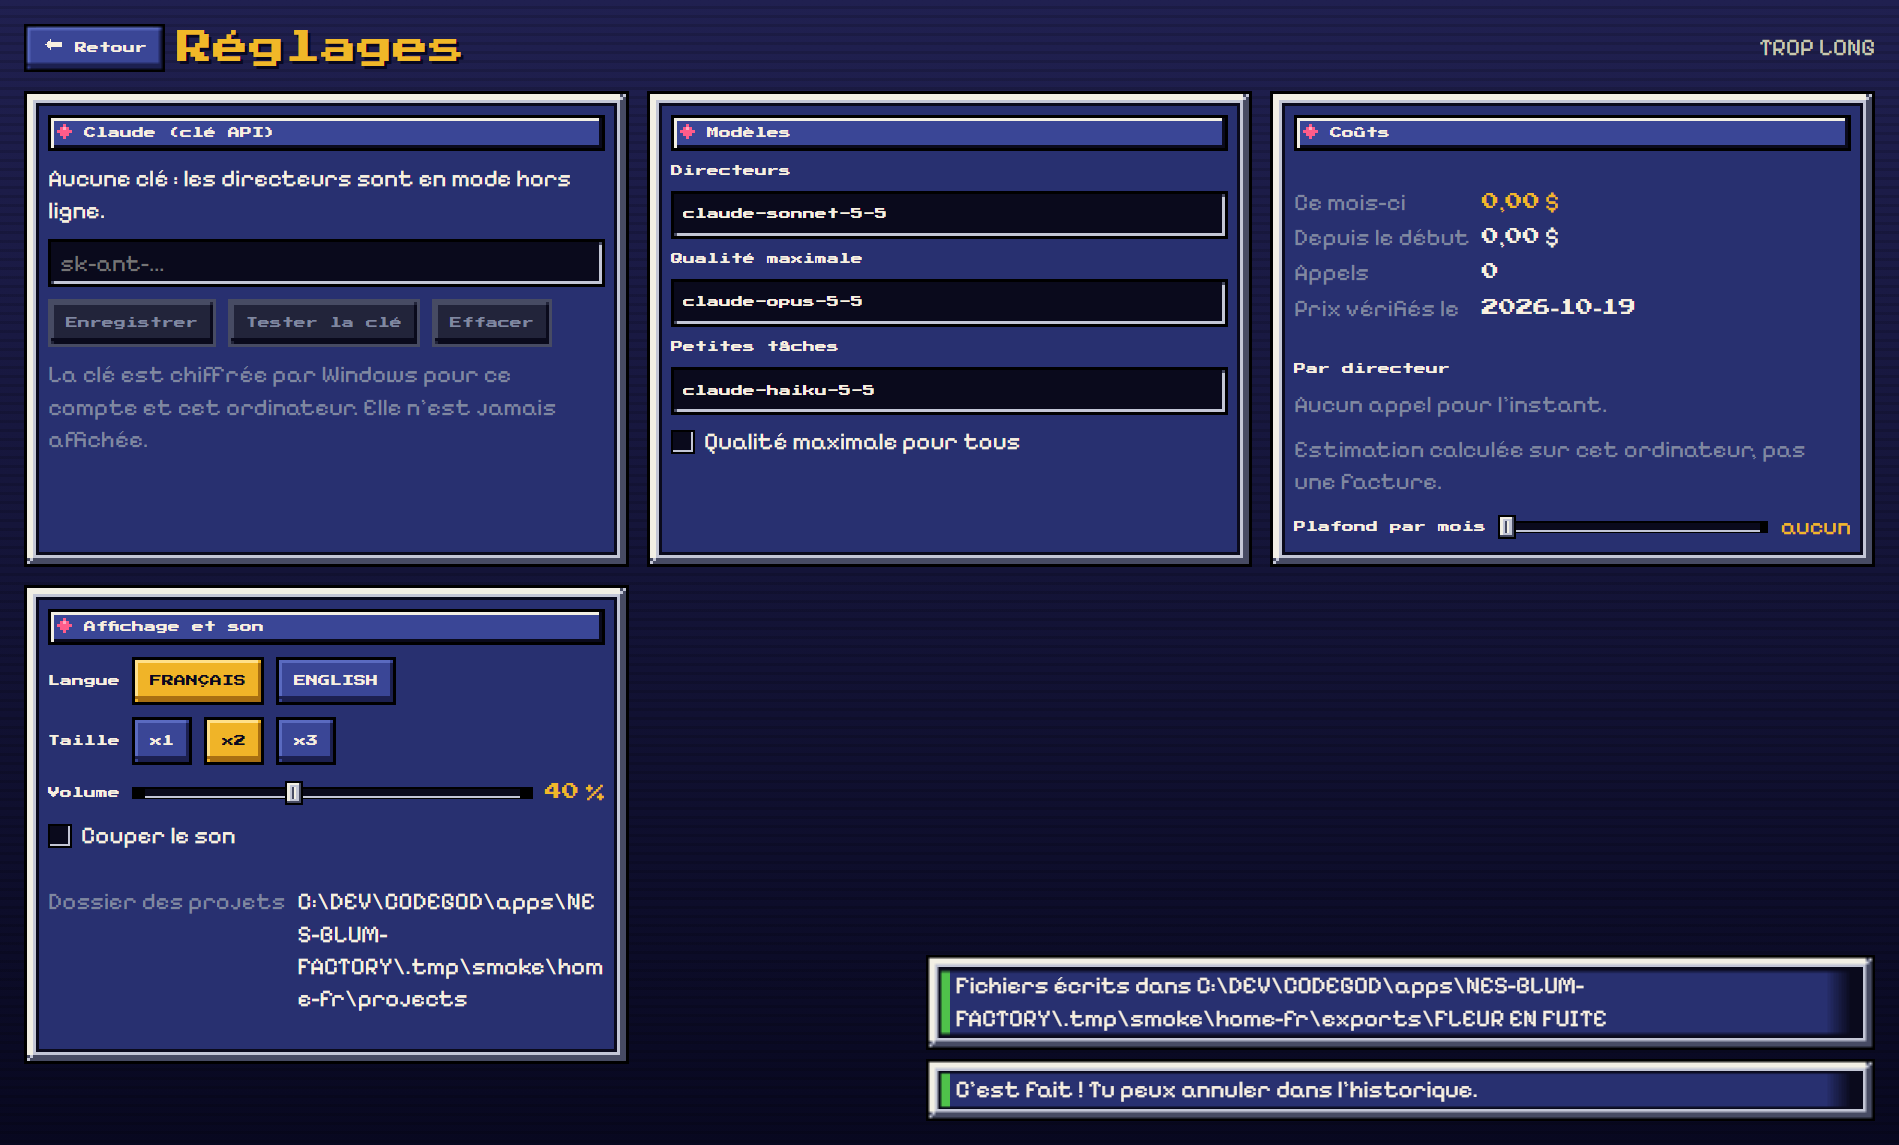 ← Retour
Réglages
TROP LONG
Claude (clé API)
Aucune clé : les directeurs sont en mode hors
ligne.
sk-ant-...
Enregistrer
Tester la clé
Effacer
La clé est chiffrée par Windows pour ce
compte et cet ordinateur. Elle n'est jamais
affichée.
Modèles
Directeurs
claude-sonnet-5-5
Qualité maximale
claude-opus-5-5
Petites tâches
claude-haiku-5-5
Qualité maximale pour tous
Coûts
Ce mois-ci 0,00 $
Depuis le début 0,00 $
Appels 0
Prix vérifiés le 2026-10-19
Par directeur
Aucun appel pour l'instant.
Estimation calculée sur cet ordinateur, pas
une facture.
Plafond par mois aucun
Affichage et son
Langue FRANÇAIS ENGLISH
Taille x1 x2 x3
Volume 40 %
Couper le son
Dossier des projets C:\DEV\CODEGOD\apps\NE
S-GLUM-
FACTORY\.tmp\smoke\hom
e-fr\projects
Fichiers écrits dans C:\DEV\CODEGOD\apps\NES-GLUM-
FACTORY\.tmp\smoke\home-fr\exports\FLEUR EN FUITE
C'est fait ! Tu peux annuler dans l'historique.